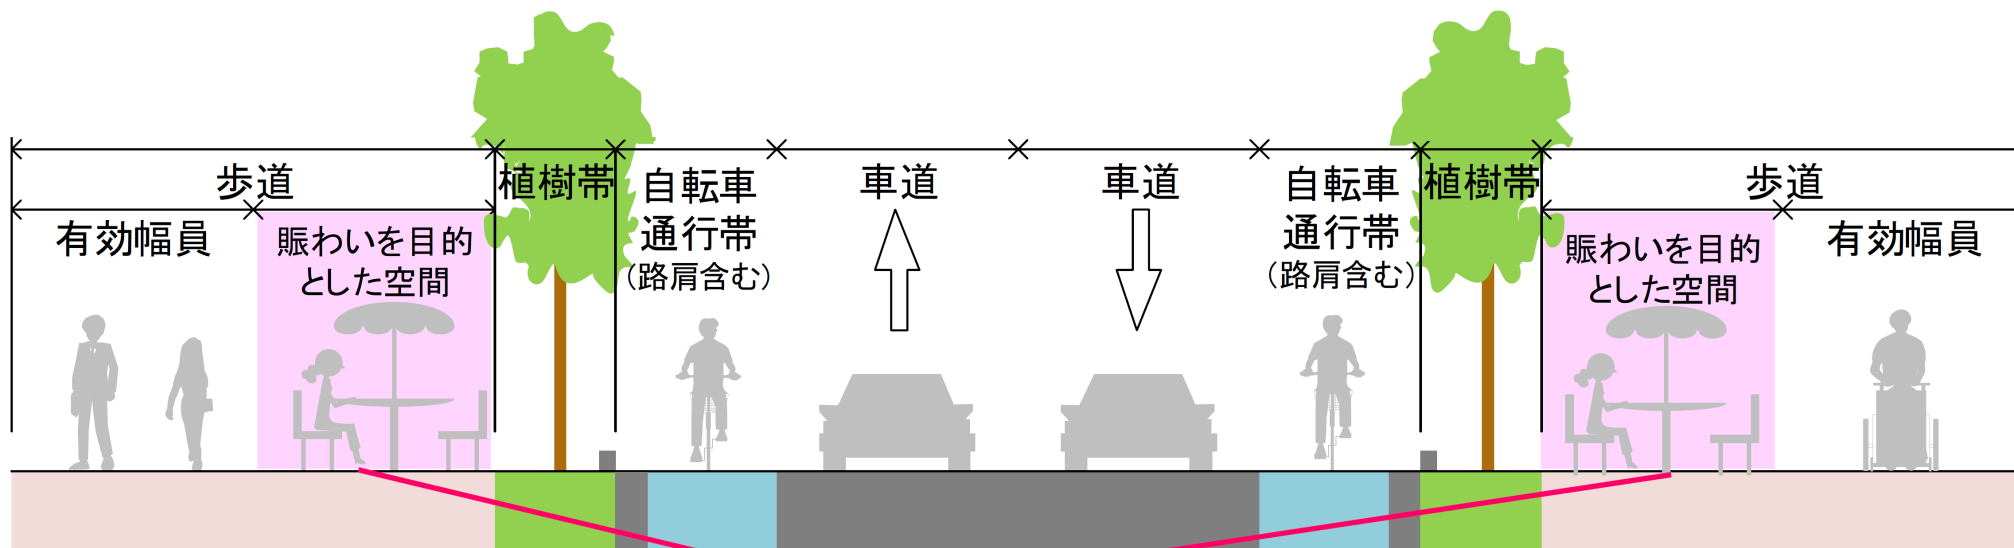 歩道
植樹帯
自転車
通行帯
(路肩含む)
車道
車道
自転車
通行帯
(路肩含む)
植樹帯
歩道
有効幅員
賑わいを目的
とした空間
賑わいを目的
とした空間
有効幅員